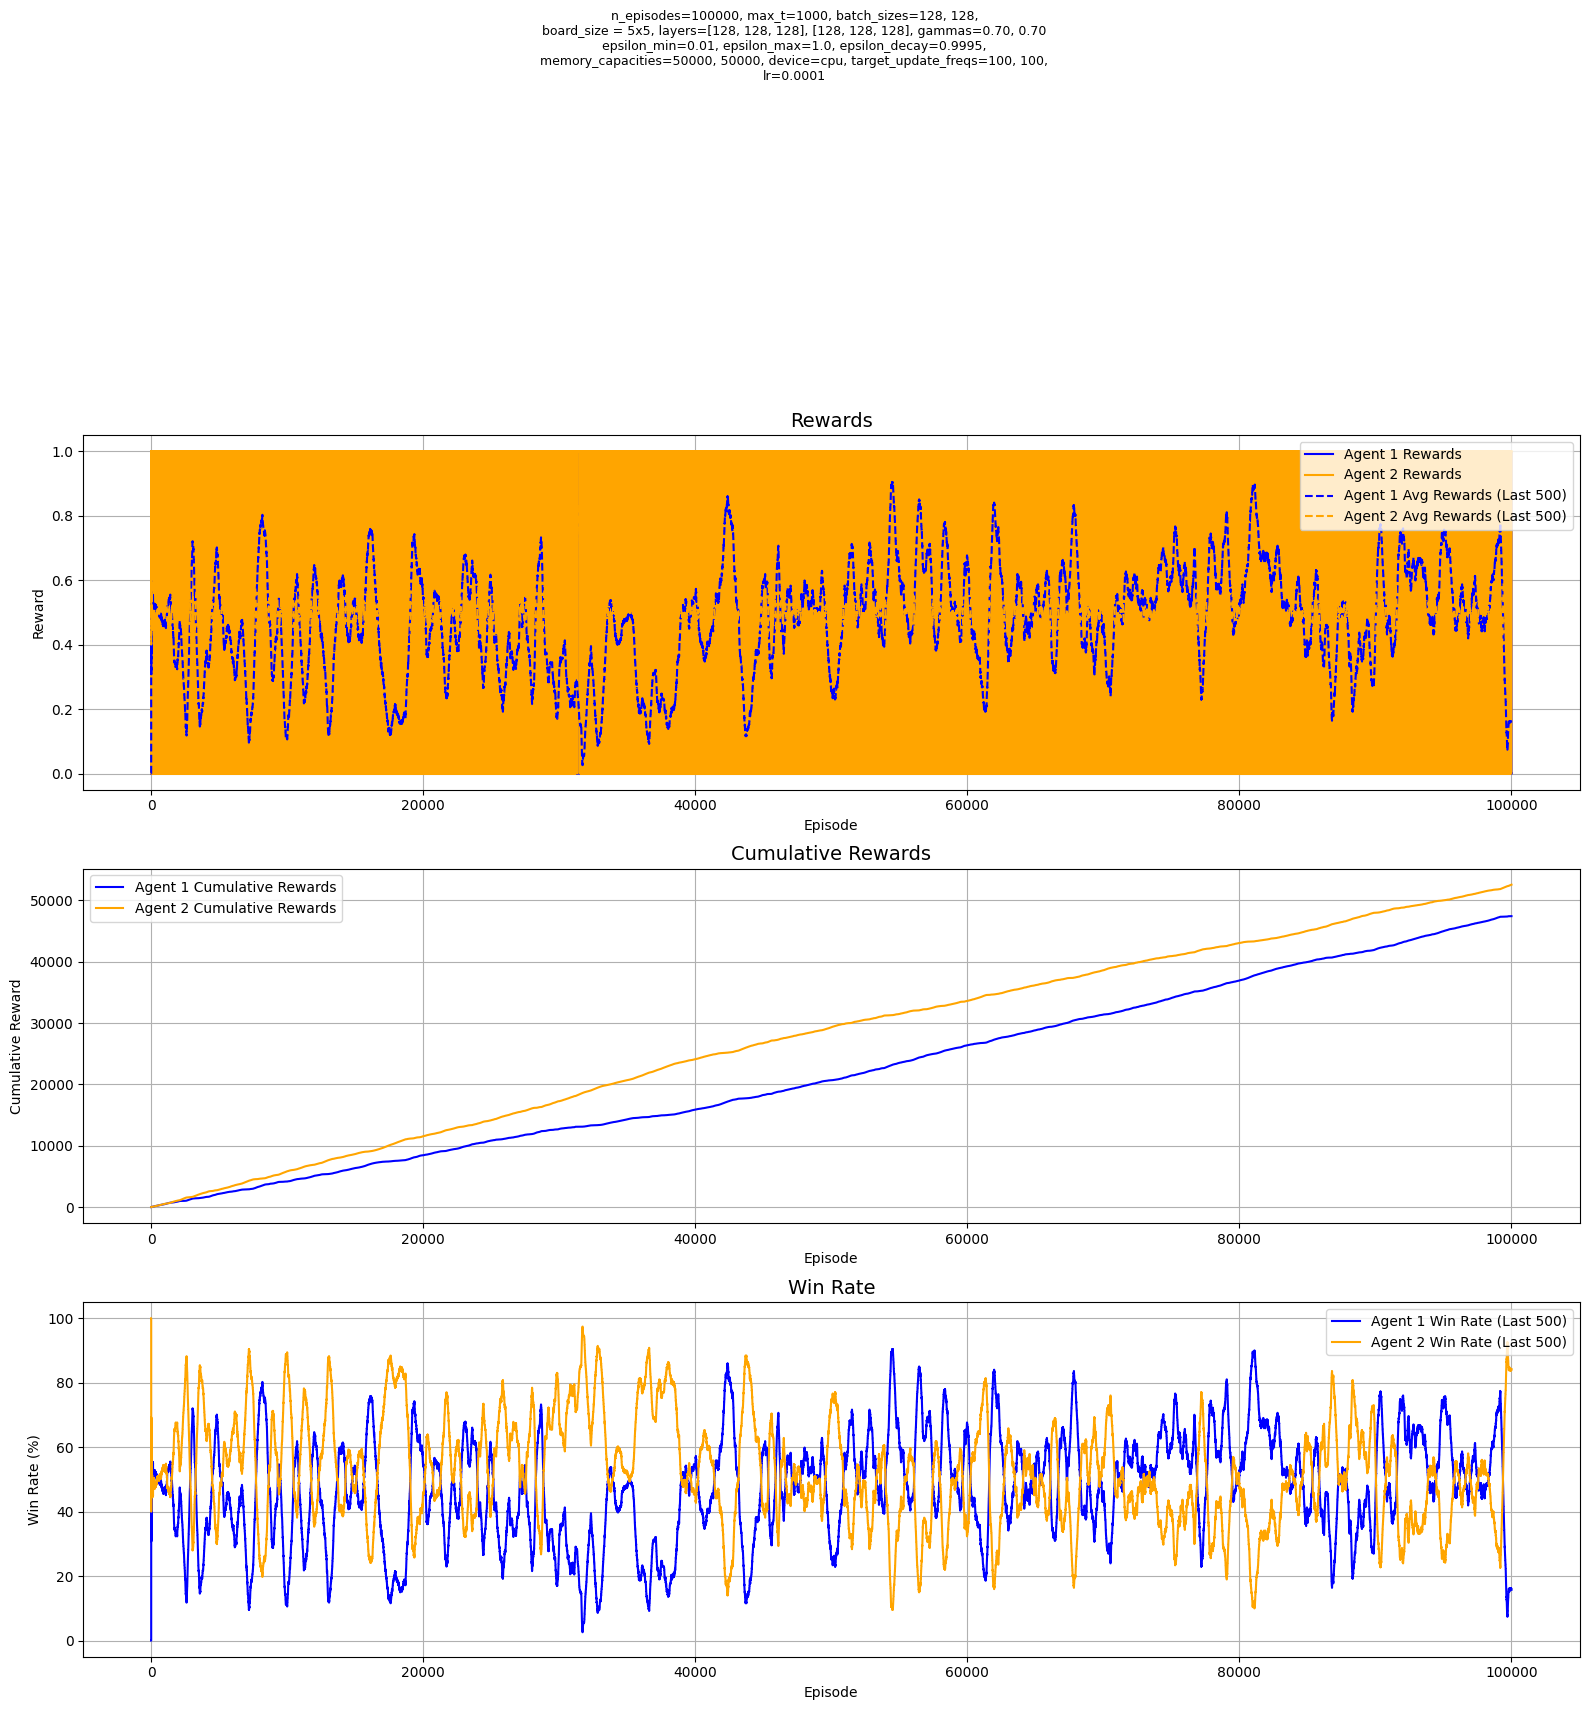 n_episodes=100000, max_t=1000, batch_sizes=128, 128,
board_size = 5x5, layers=[128, 128, 128], [128, 128, 128], gammas=0.70, 0.70
epsilon_min=0.01, epsilon_max=1.0, epsilon_decay=0.9995,
memory_capacities=50000, 50000, device=cpu, target_update_freqs=100, 100,
lr=0.0001
Rewards
Agent 1 Rewards
Agent 2 Rewards
Agent 1 Avg Rewards (Last 500)
Agent 2 Avg Rewards (Last 500)
Reward
1.0
0.8
0.6
0.4
0.2
0.0
0 20000 40000 60000 80000 100000
Episode
Cumulative Rewards
Agent 1 Cumulative Rewards
Agent 2 Cumulative Rewards
Cumulative Reward
50000
40000
30000
20000
10000
0
0 20000 40000 60000 80000 100000
Episode
Win Rate
Agent 1 Win Rate (Last 500)
Agent 2 Win Rate (Last 500)
Win Rate (%)
100
80
60
40
20
0
0 20000 40000 60000 80000 100000
Episode